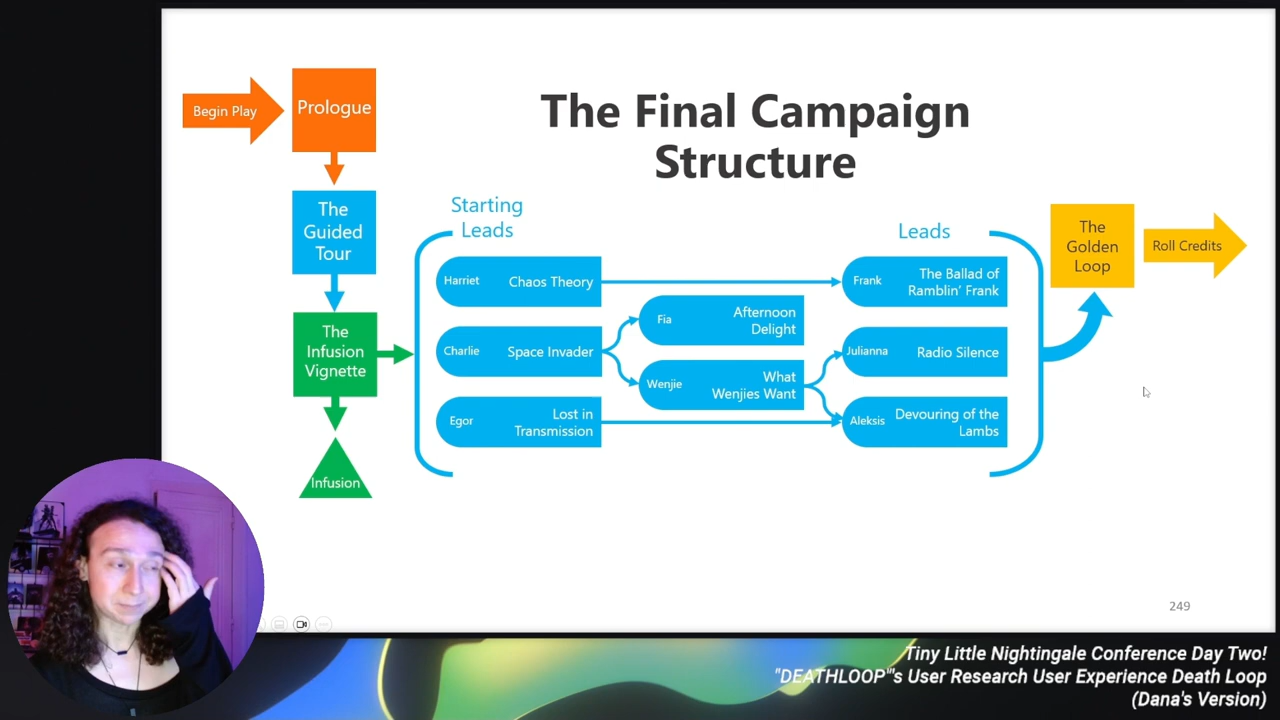 The Final Campaign
Structure
Begin Play
Prologue
The
Guided
Tour
The
Infusion
Vignette
Infusion
Starting
Leads
Harriet
Chaos Theory
Charlie
Space Invader
Egor
Lost in
Transmission
Fia
Afternoon
Delight
Wenjie
What
Wenjies Want
Leads
Frank
The Ballad of
Ramblin' Frank
Julianna
Radio Silence
Aleksis
Devouring of the
Lambs
The
Golden
Loop
Roll Credits
249
Tiny Little Nightingale Conference Day Two!
"DEATHLOOP"'s User Research User Experience Death Loop
(Dana's Version)